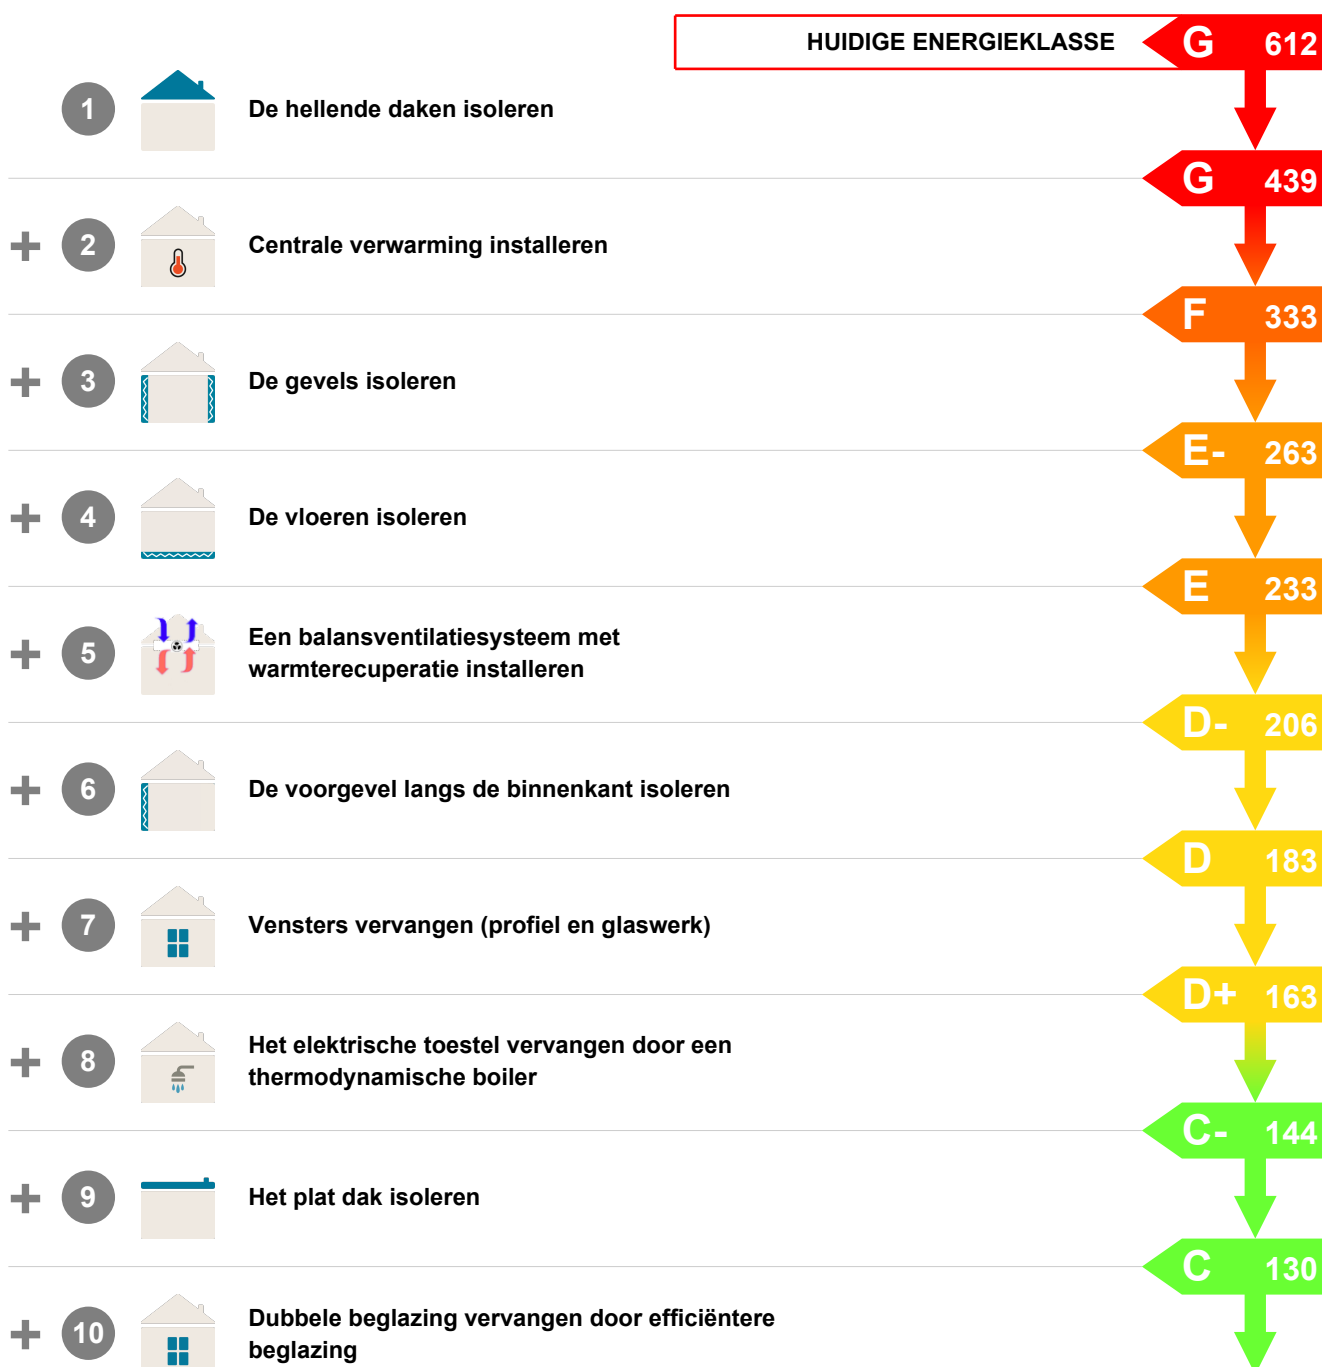 HUIDIGE ENERGIEKLASSE G 612
1 De hellende daken isoleren
G 439
+ 2 Centrale verwarming installeren
F 333
+ 3 De gevels isoleren
E- 263
+ 4 De vloeren isoleren
E 233
+ 5 Een balansventilatiesysteem met
warmterecuperatie installeren
D- 206
+ 6 De voorgevel langs de binnenkant isoleren
D 183
+ 7 Vensters vervangen (profiel en glaswerk)
D+ 163
+ 8 Het elektrische toestel vervangen door een
thermodynamische boiler
C- 144
+ 9 Het plat dak isoleren
C 130
+ 10 Dubbele beglazing vervangen door efficiëntere
beglazing